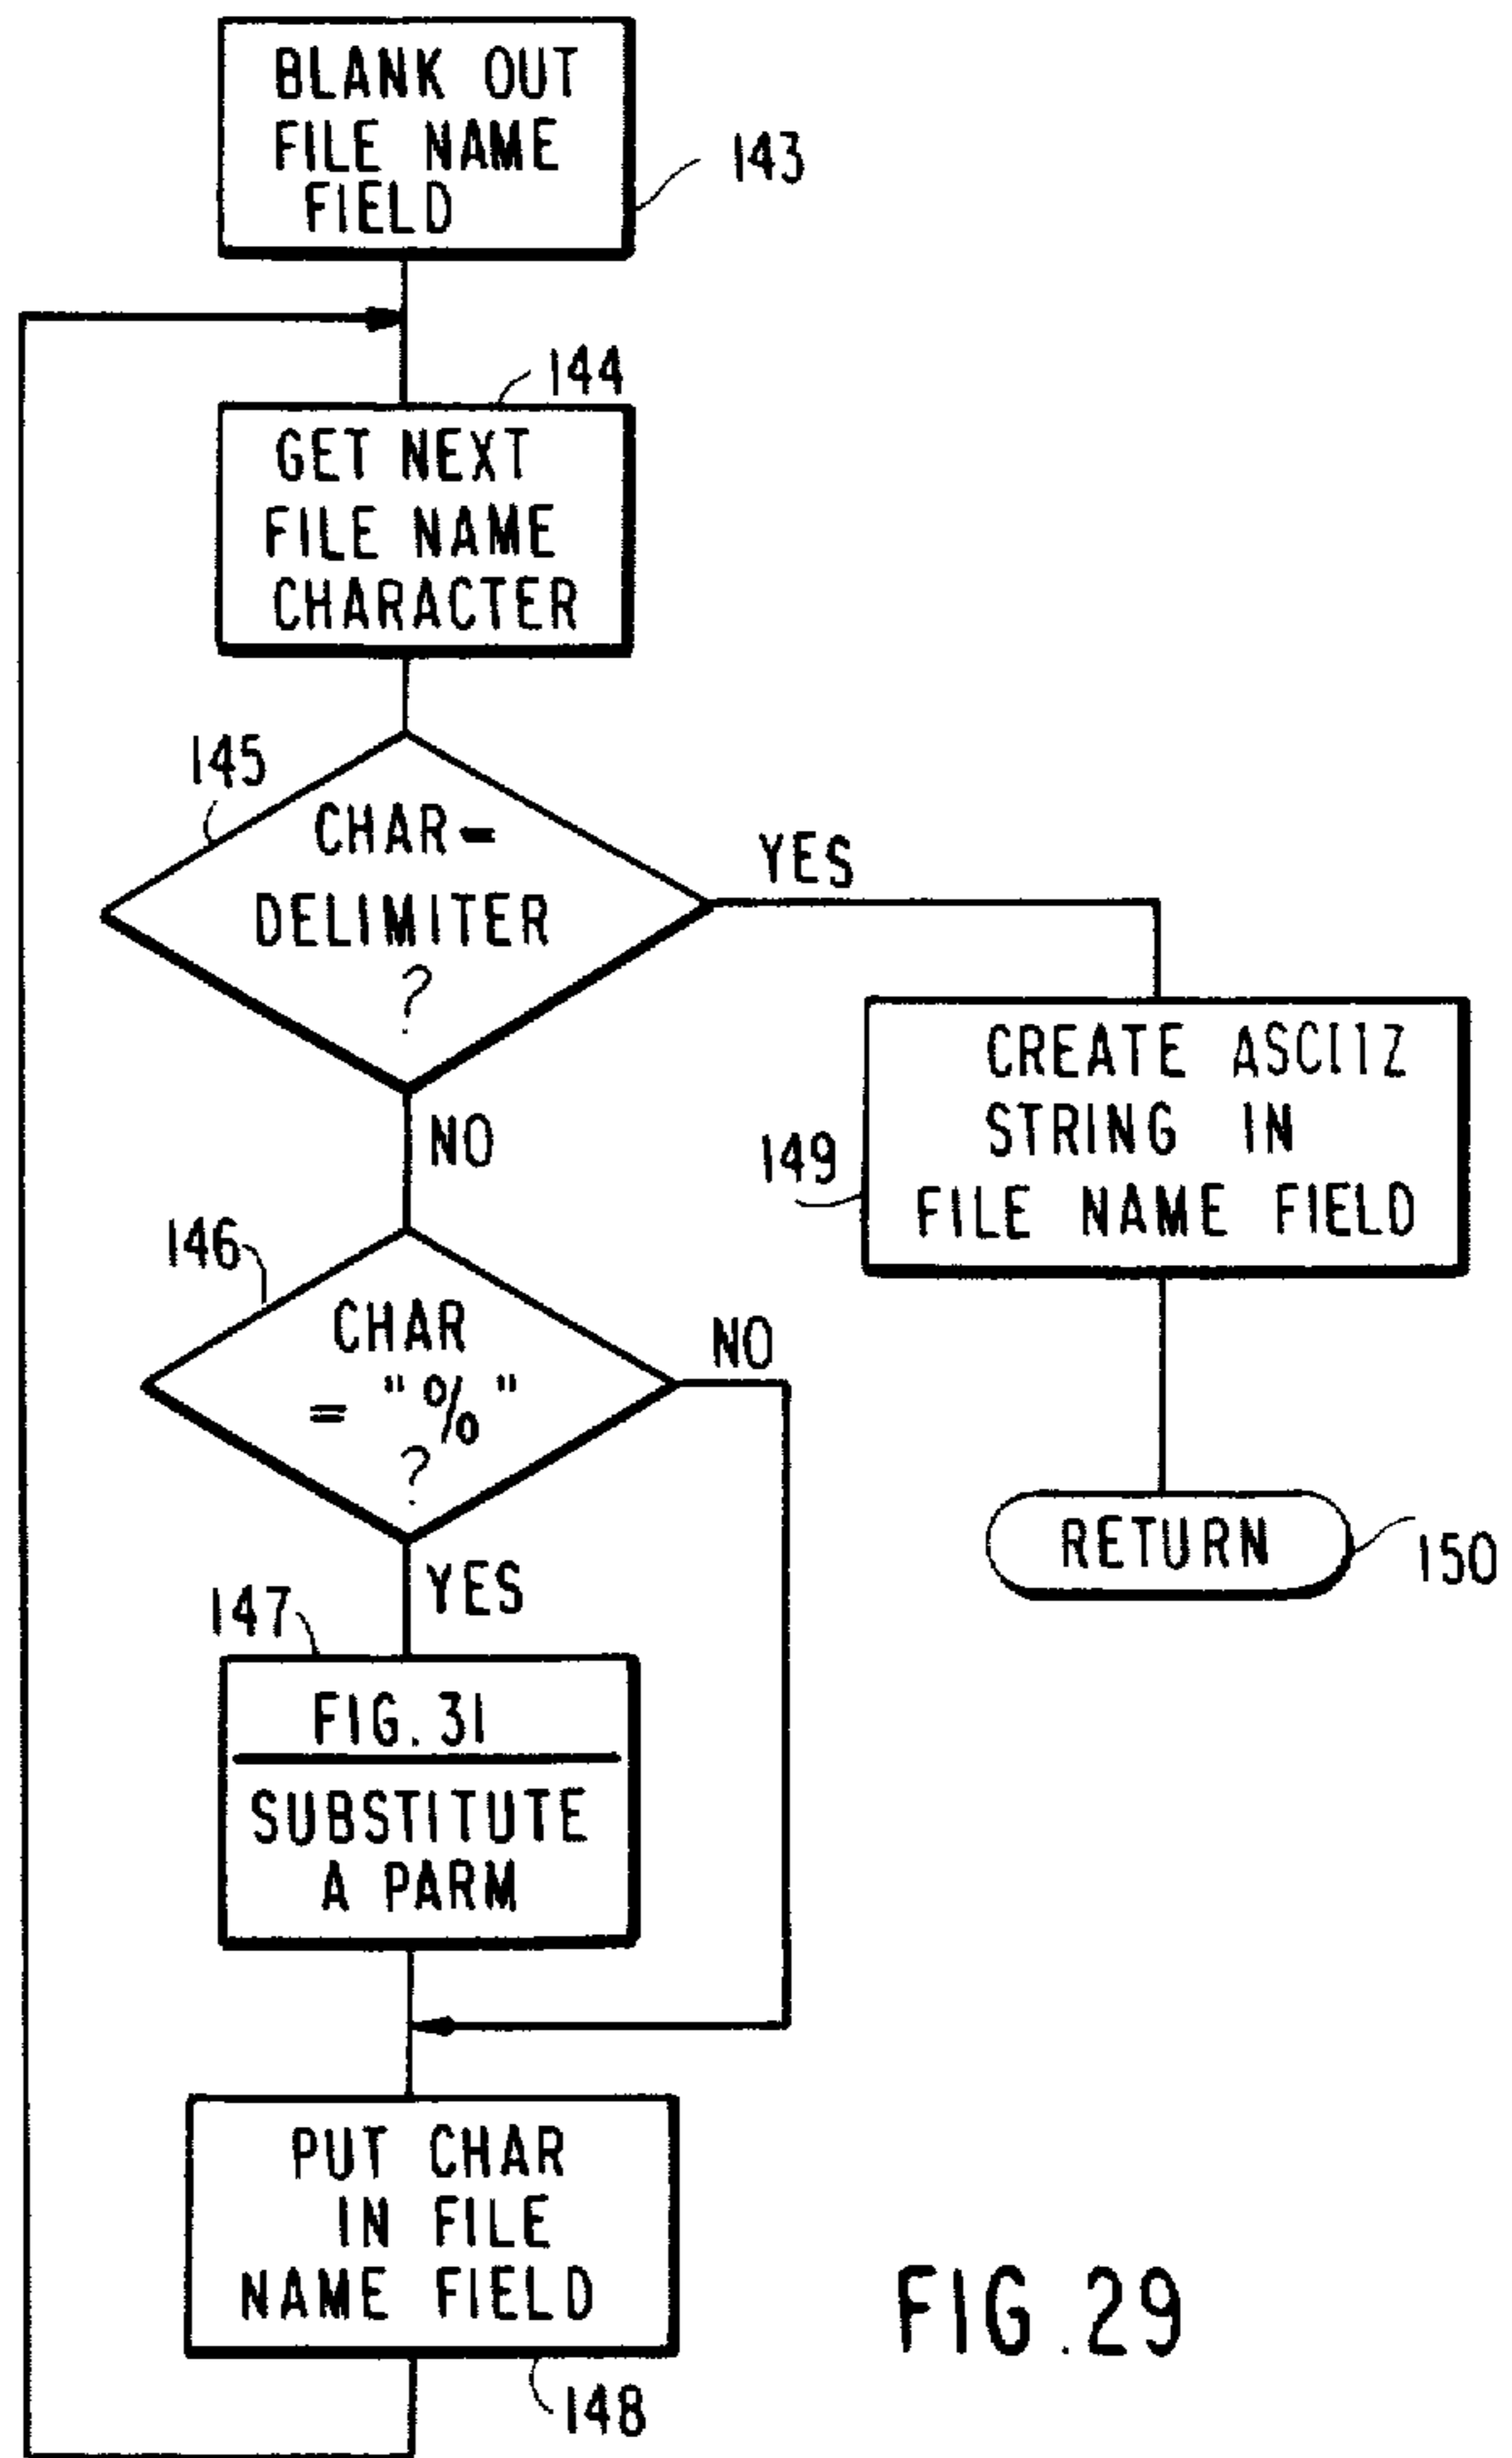 BLANK OUT
FILE NAME
FIELD
143
144
GET NEXT
FILE NAME
CHARACTER
145
CHAR=
DELIMITER
?
YES
NO
CREATE ASCIIZ
STRING IN
FILE NAME FIELD
149
146
CHAR
= "%"
?
NO
YES
RETURN
150
147
FIG.31
SUBSTITUTE
A PARM
PUT CHAR
IN FILE
NAME FIELD
148
FIG.29